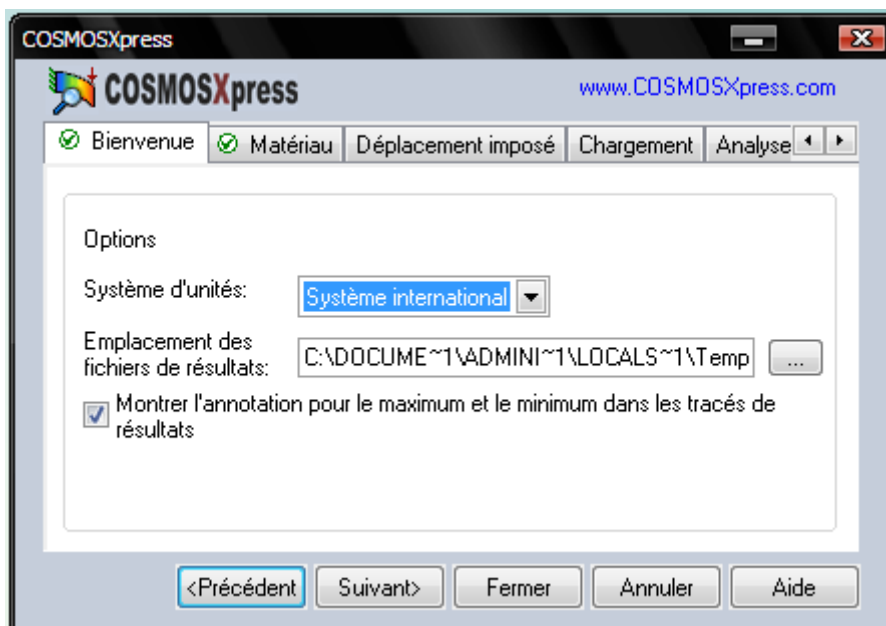 COSMOSXpress
COSMOSXpress www.COSMOSXpress.com
Bienvenue Matériau Déplacement imposé Chargement Analyse
Options
Système d'unités: Système international
Emplacement des
fichiers de résultats: C:\DOCUME~1\ADMINI~1\LOCALS~1\Temp ...
Montrer l'annotation pour le maximum et le minimum dans les tracés de
résultats
<Précédent Suivant> Fermer Annuler Aide